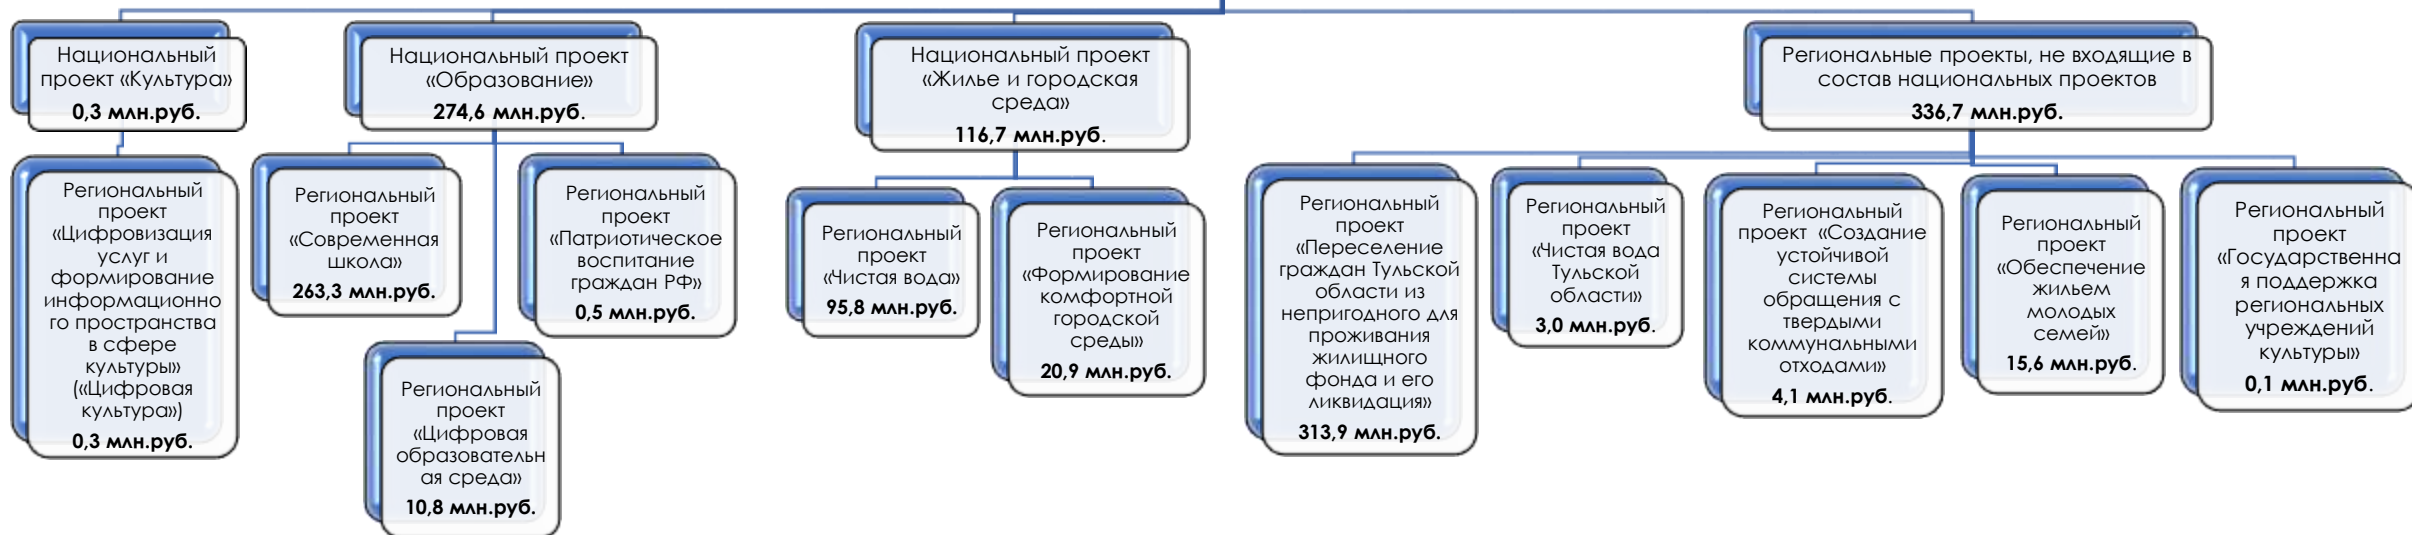 Национальный
проект «Культура»
0,3 млн.руб.
Национальный проект
«Образование»
274,6 млн.руб.
Национальный проект
«Жилье и городская
среда»
116,7 млн.руб.
Региональные проекты, не входящие в
состав национальных проектов
336,7 млн.руб.
Региональный
проект
«Цифровизация
услуг и
формирование
информационно
го пространства
в сфере
культуры»
(«Цифровая
культура»)
0,3 млн.руб.
Региональный
проект
«Современная
школа»
263,3 млн.руб.
Региональный
проект
«Цифровая
образовательн
ая среда»
10,8 млн.руб.
Региональный
проект
«Патриотическое
воспитание
граждан РФ»
0,5 млн.руб.
Региональный
проект
«Чистая вода»
95,8 млн.руб.
Региональный
проект
«Формирование
комфортной
городской
среды»
20,9 млн.руб.
Региональный
проект
«Переселение
граждан Тульской
области из
непригодного для
проживания
жилищного
фонда и его
ликвидация»
313,9 млн.руб.
Региональный
проект
«Чистая вода
Тульской
области»
3,0 млн.руб.
Региональный
проект «Создание
устойчивой
системы
обращения с
твердыми
коммунальными
отходами»
4,1 млн.руб.
Региональный
проект
«Обеспечение
жильем
молодых
семей»
15,6 млн.руб.
Региональный
проект
«Государственна
я поддержка
региональных
учреждений
культуры»
0,1 млн.руб.